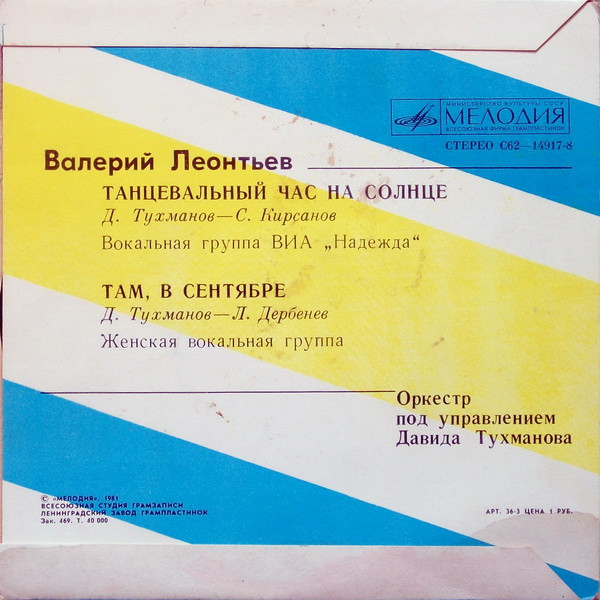 МИНИСТЕРСТВО КУЛЬТУРЫ СССР
МЕЛОДИЯ
ВСЕСОЮЗНАЯ ФИРМА ГРАМПЛАСТИНОК
СТЕРЕО С62—14917-8
Валерий Леонтьев
ТАНЦЕВАЛЬНЫЙ ЧАС НА СОЛНЦЕ
Д. Тухманов—С. Кирсанов
Вокальная группа ВИА „Надежда“
ТАМ, В СЕНТЯБРЕ
Д. Тухманов—Л. Дербенев
Женская вокальная группа
Оркестр
под управлением
Давида Тухманова
© «МЕЛОДИЯ», 1981
ВСЕСОЮЗНАЯ СТУДИЯ ГРАМЗАПИСИ
ЛЕНИНГРАДСКИЙ ЗАВОД ГРАМПЛАСТИНОК
Зак. 469. Т. 40 000
АРТ. 36-3 ЦЕНА 1 РУБ.